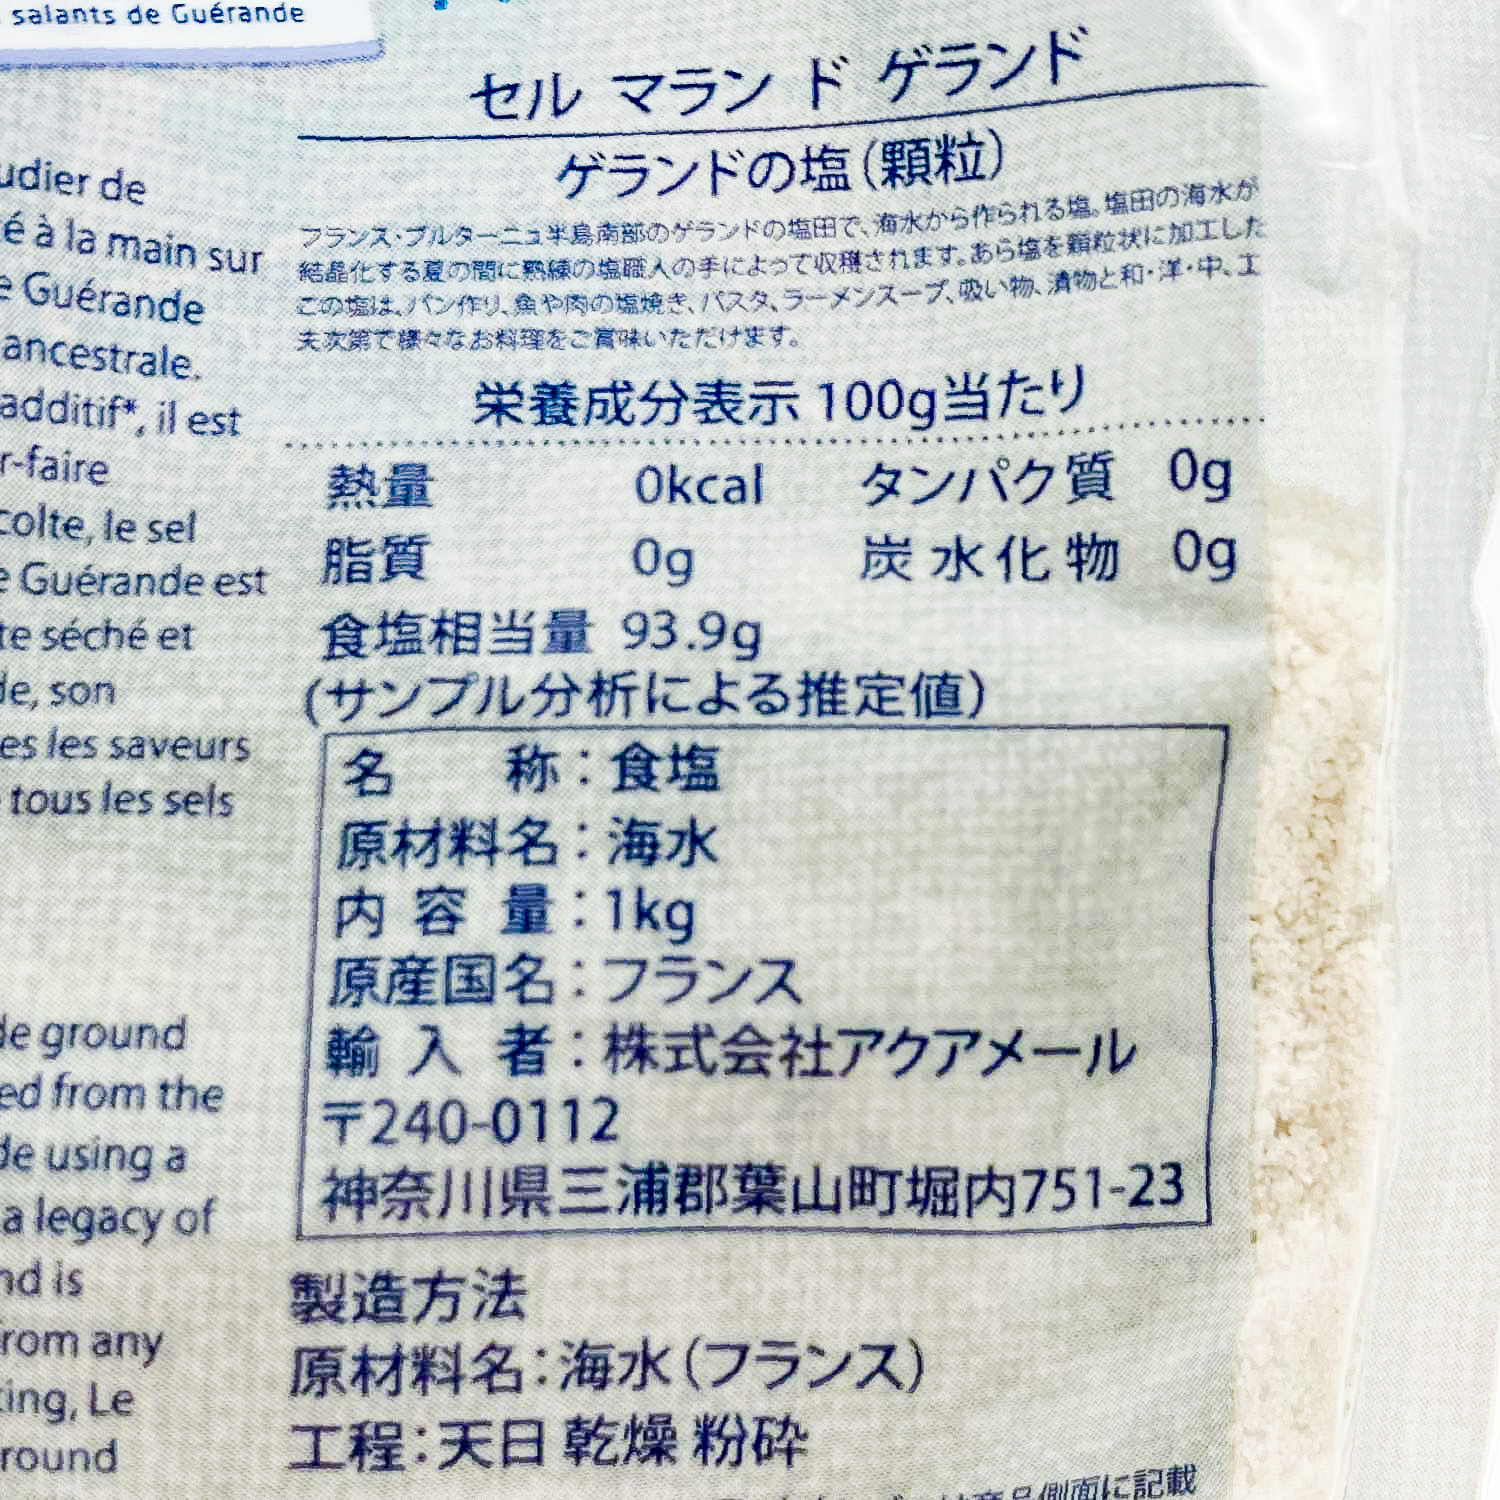 salants de Guérande
udier de
é à la main sur
e Guérande
ancestrale.
additif*, il est
r-faire
colte, le sel
e Guérande est
te séché et
de, son
es les saveurs
tous les sels
de ground
ed from the
de using a
a legacy of
nd is
rom any
king, Le
round
セル マラン ド ゲランド
ゲランドの塩(顆粒)
フランス・ブルターニュ半島南部のゲランドの塩田で、海水から作られる塩。塩田の海水が
結晶化する夏の間に熟練の塩職人の手によって収穫されます。あら塩を顆粒状に加工した
この塩は、パン作り、魚や肉の塩焼き、パスタ、ラーメンスープ、吸い物、漬物と和・洋・中、工
夫次第で様々なお料理をご賞味いただけます。
栄養成分表示 100g当たり
熱量 0kcal タンパク質 0g
脂質 0g 炭水化物 0g
食塩相当量 93.9g
(サンプル分析による推定値)
名 称:食塩
原材料名:海水
内 容 量:1kg
原産国名:フランス
輸 入 者:株式会社アクアメール
〒240-0112
神奈川県三浦郡葉山町堀内751-23
製造方法
原材料名:海水(フランス)
工程:天日 乾燥 粉砕
商品側面に記載